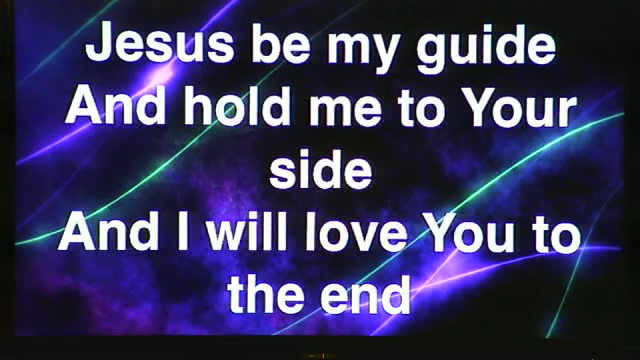 Jesus be my guide
And hold me to Your
side
And I will love You to
the end